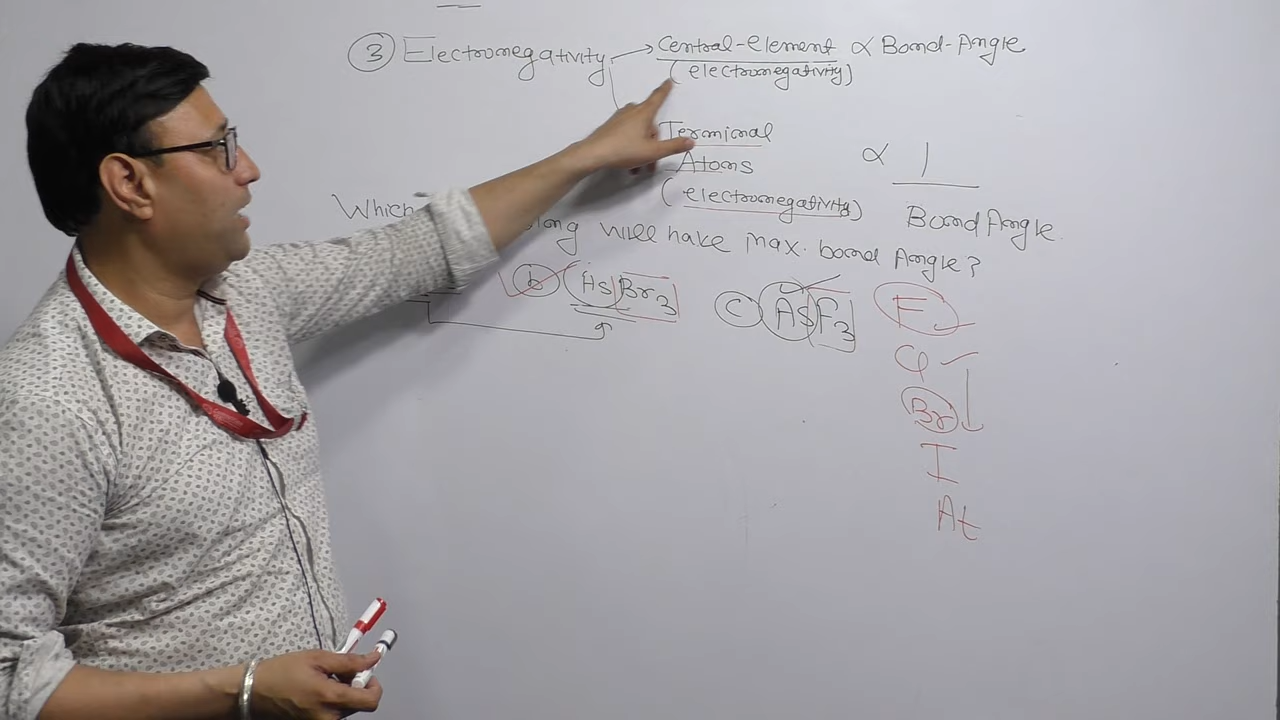 ③ Electronegativity → Central-element ∝ Bond-Angle
(electronegativity)
Terminal
Atoms
(electronegativity)
∝ 1
Bond Angle
Which will have max. bond Angle?
b AsBr3 C AsF3
F
Cl
Br
I
At